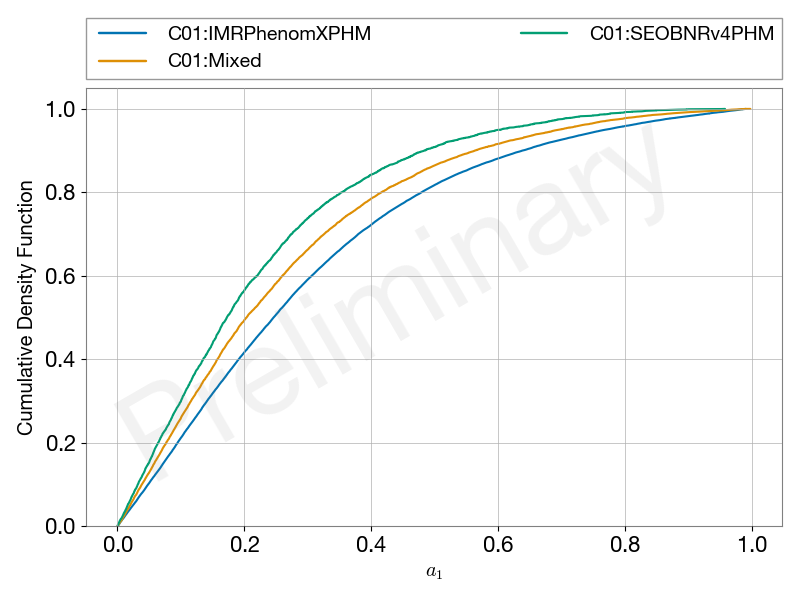 C01:IMRPhenomXPHM
C01:Mixed
C01:SEOBNRv4PHM
Cumulative Density Function
1.0
0.8
0.6
0.4
0.2
0.0
Preliminary
0.0 0.2 0.4 0.6 0.8 1.0
a₁